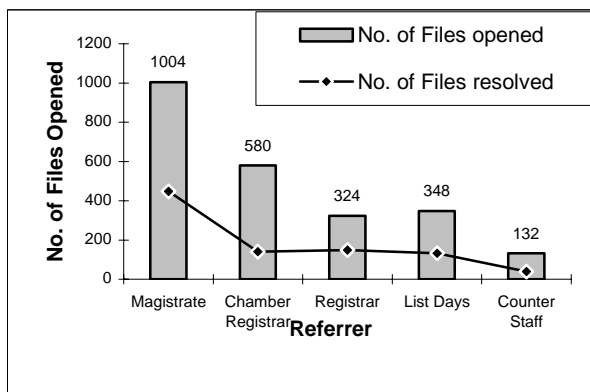 No. of Files opened
No. of Files resolved
No. of Files Opened
1200
1000
800
600
400
200
0
1004
580
324
348
132
Magistrate
Chamber
Registrar
Registrar
List Days
Counter
Staff
Referrer